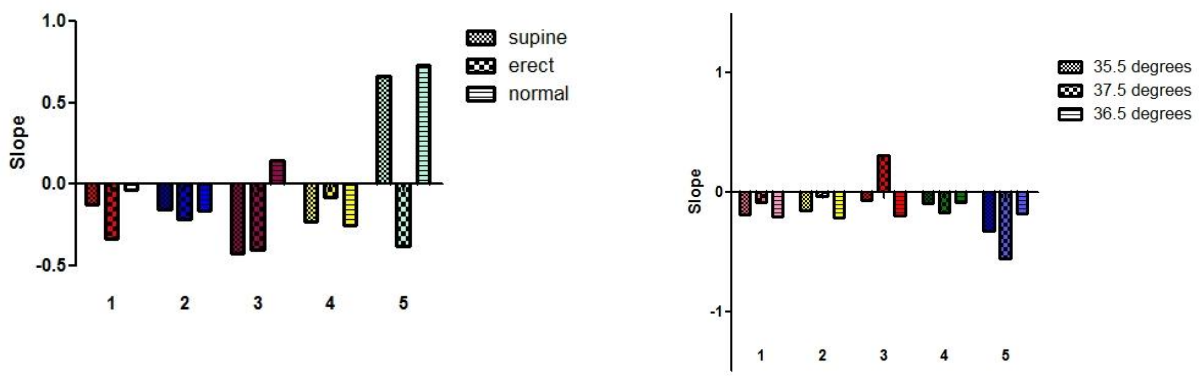 1.0
0.5
0.0
-0.5
Slope
1 2 3 4 5
supine
erect
normal
1
0
-1
Slope
1 2 3 4 5
35.5 degrees
37.5 degrees
36.5 degrees